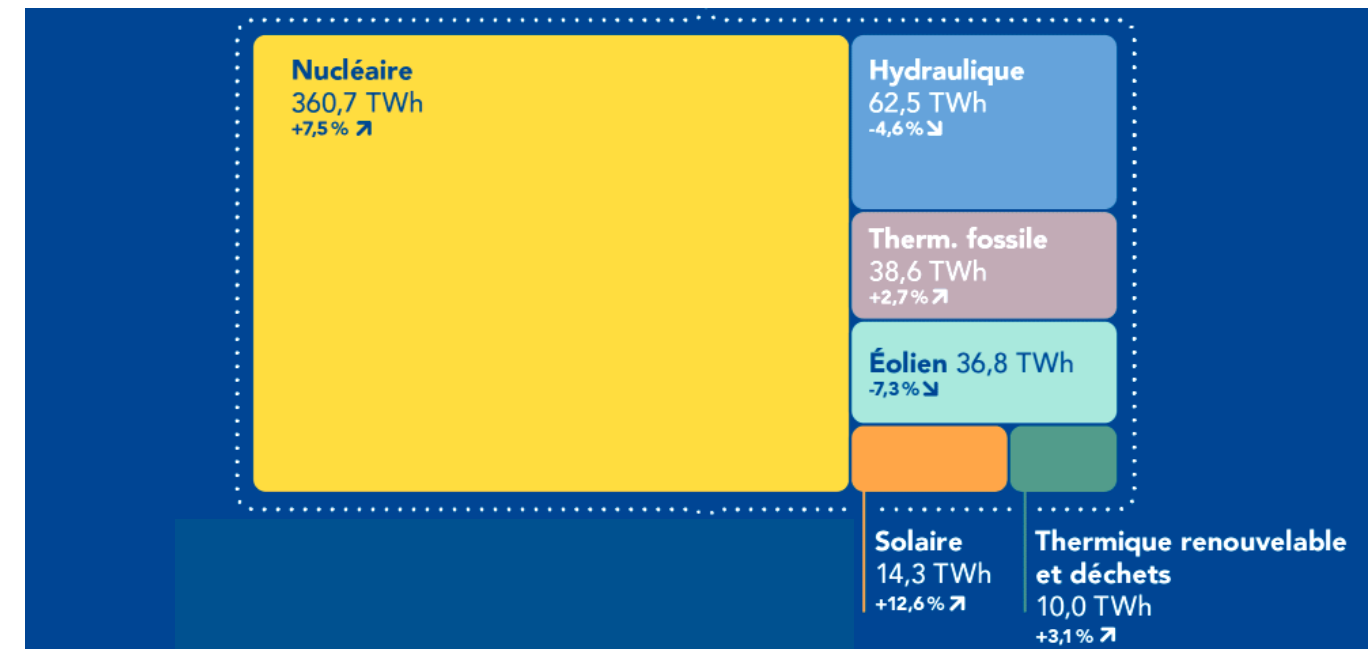 Nucléaire
360,7 TWh
+7,5% ↗
Hydraulique
62,5 TWh
-4,6% ↘
Therm. fossile
38,6 TWh
+2,7% ↗
Éolien 36,8 TWh
-7,3% ↘
Solaire
14,3 TWh
+12,6% ↗
Thermique renouvelable
et déchets
10,0 TWh
+3,1% ↗